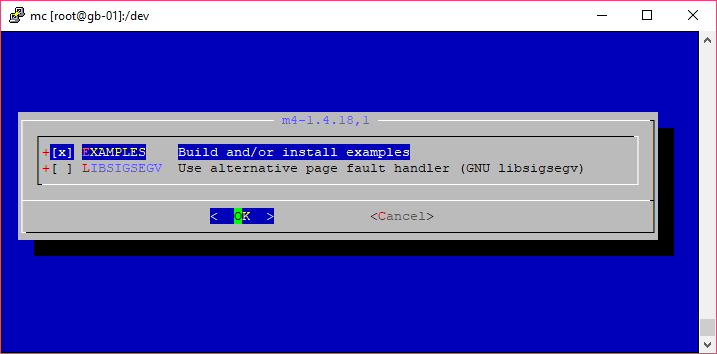 mc [root@gb-01]:/dev
m4-1.4.18,1
+[x] EXAMPLES Build and/or install examples
+[ ] LIBSIGSEGV Use alternative page fault handler (GNU libsigsegv)
< OK > <Cancel>